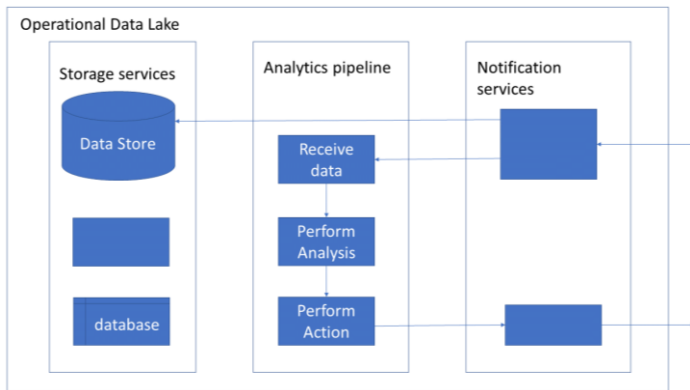 Operational Data Lake
Storage services
Analytics pipeline
Notification
services
Data Store
Receive
data
Perform
Analysis
database
Perform
Action